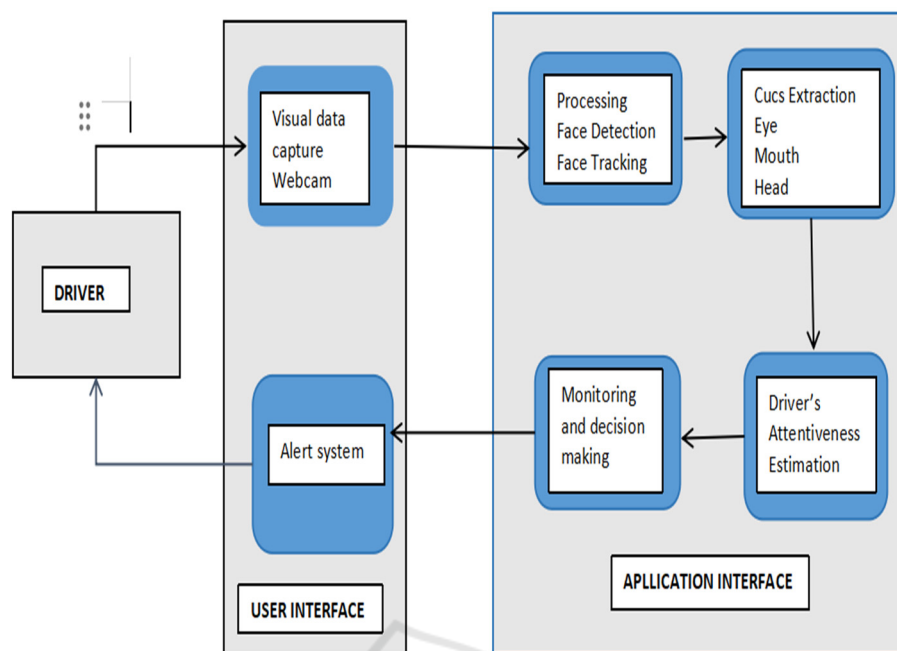 Visual data
capture
Webcam
Processing
Face Detection
Face Tracking
Cucs Extraction
Eye
Mouth
Head
DRIVER
Alert system
Monitoring
and decision
making
Driver's
Attentiveness
Estimation
USER INTERFACE
APLLICATION INTERFACE